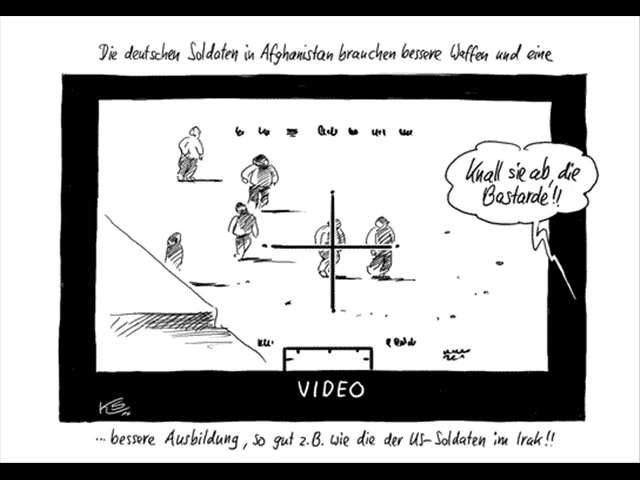 Die deutschen Soldaten in Afghanistan brauchen bessere Waffen und eine
Knall sie ab, die
Bastarde!!
VIDEO
... bessere Ausbildung, so gut z.B. wie die der US-Soldaten im Irak!!